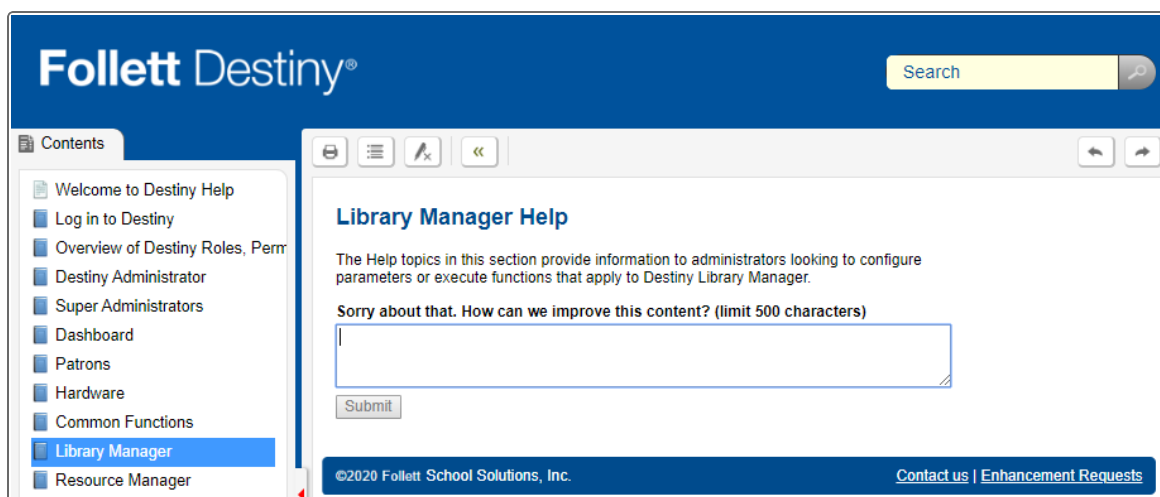 Follett Destiny®
Search
Contents
Welcome to Destiny Help
Log in to Destiny
Overview of Destiny Roles, Perm
Destiny Administrator
Super Administrators
Dashboard
Patrons
Hardware
Common Functions
Library Manager
Resource Manager
Library Manager Help
The Help topics in this section provide information to administrators looking to configure
parameters or execute functions that apply to Destiny Library Manager.
Sorry about that. How can we improve this content? (limit 500 characters)
Submit
©2020 Follett School Solutions, Inc.
Contact us | Enhancement Requests